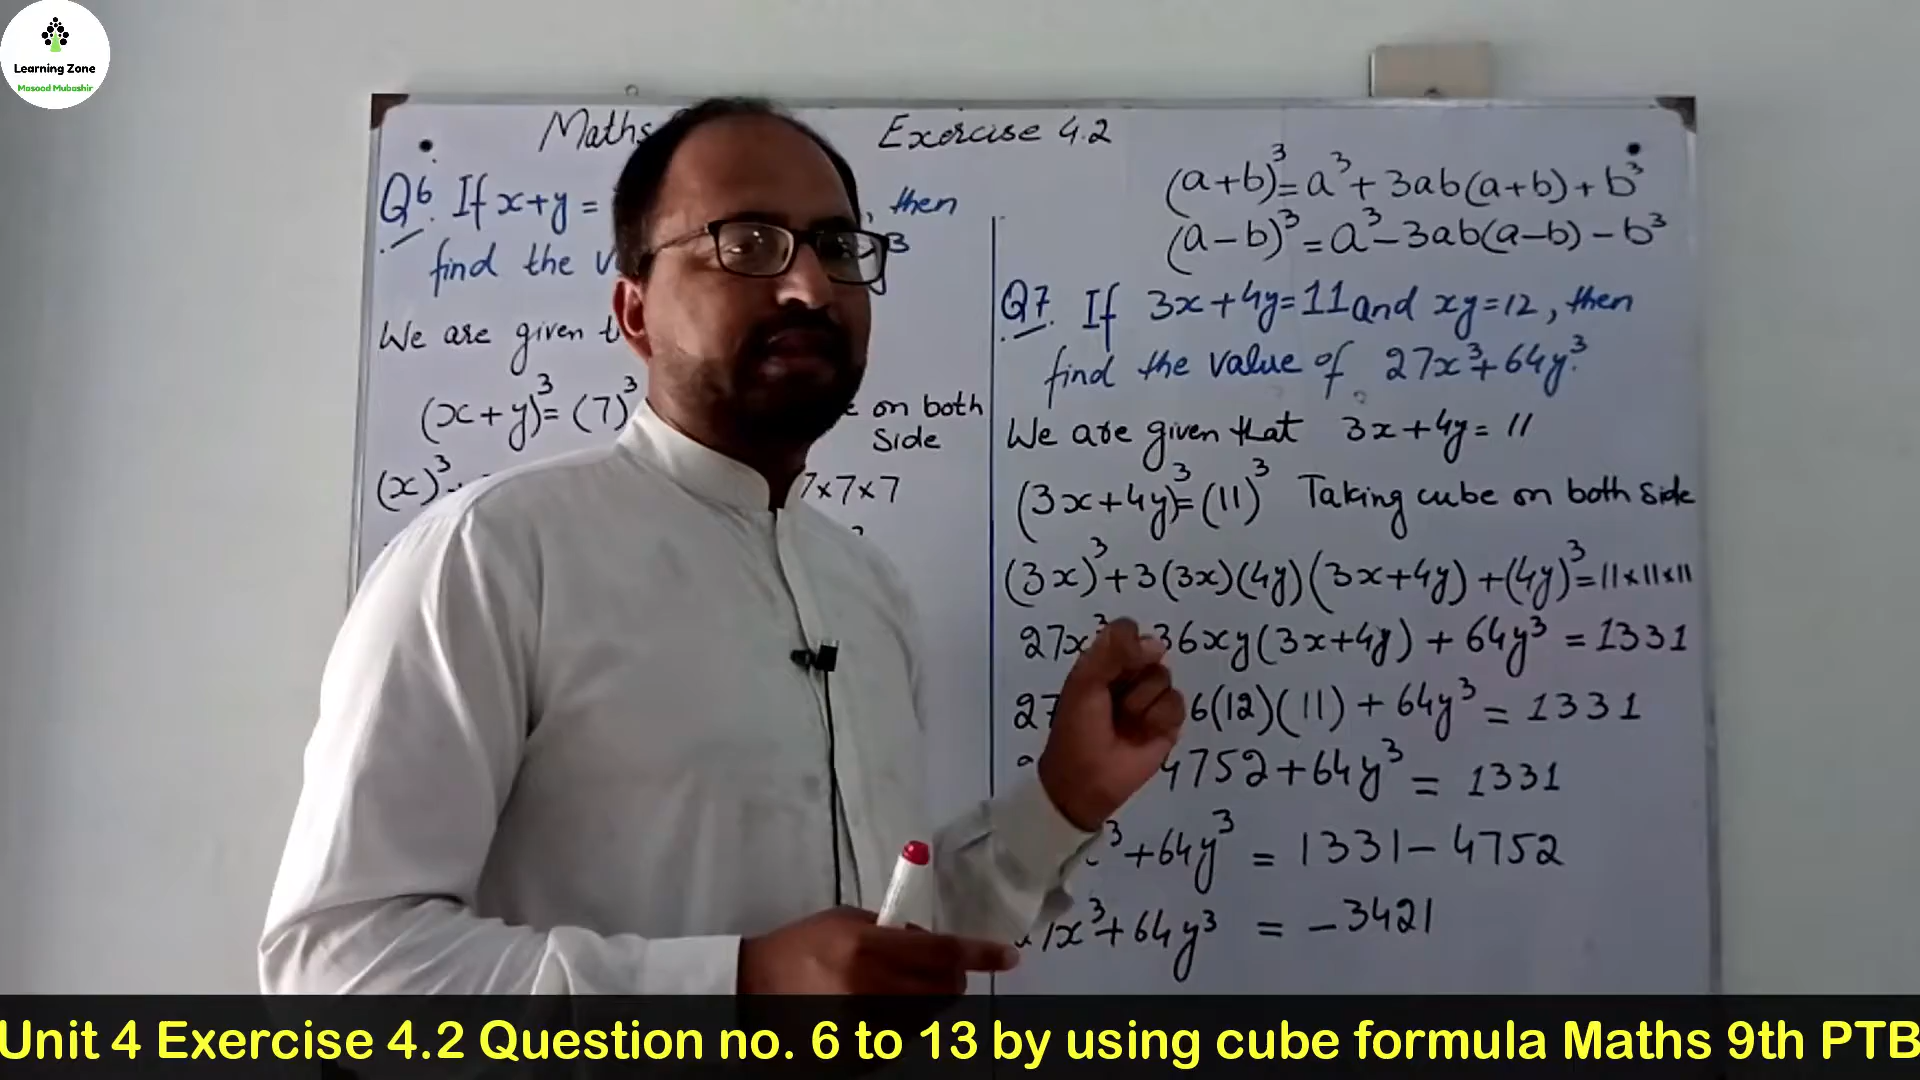 Learning Zone
Masood Mubashir
Maths Exercise 4.2
Q6. If x+y = , then
find the 3
We are given
(x+y)³ = (7)³ on both
Side
(x)³ 7×7×7
(a+b)³ = a³ + 3ab(a+b) + b³
(a-b)³ = a³ - 3ab(a-b) - b³
Q7. If 3x+4y=11 and xy=12, then
find the value of 27x³+64y³.
We are given that 3x+4y = 11
(3x+4y)³ = (11)³ Taking cube on both side
(3x)³ + 3(3x)(4y)(3x+4y) + (4y)³ = 11×11×11
27x³ 36xy(3x+4y) + 64y³ = 1331
27 6(12)(11) + 64y³ = 1331
4752 + 64y³ = 1331
³ + 64y³ = 1331 - 4752
7x³ + 64y³ = -3421
Unit 4 Exercise 4.2 Question no. 6 to 13 by using cube formula Maths 9th PTB